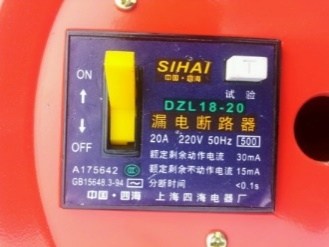 SIHAI
中国·四海
T
试验
ON
OFF
DZL18-20
漏电断路器
20A 220V 50Hz 500
额定剩余动作电流 30mA
额定剩余不动作电流 15mA
A175642
GB15648.3-94 分断时间 <0.1s
中国·四海 上海四海电器厂